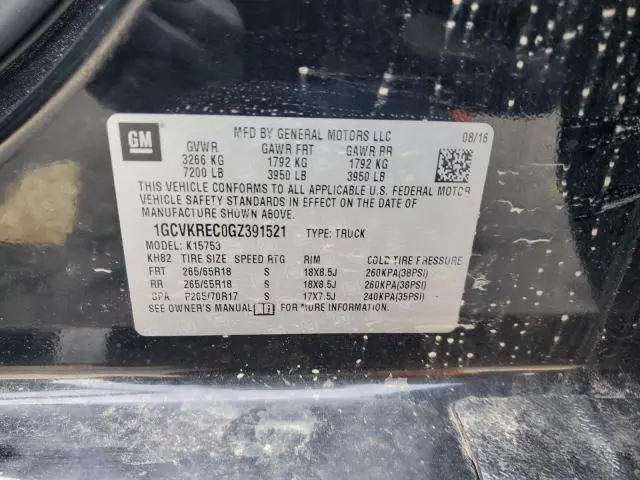 GM
MFD BY GENERAL MOTORS LLC 08/16
GVWR GAWR FRT GAWR RR
3266 KG 1792 KG 1792 KG
7200 LB 3950 LB 3950 LB
THIS VEHICLE CONFORMS TO ALL APPLICABLE U.S. FEDERAL MOTOR
VEHICLE SAFETY STANDARDS IN EFFECT ON THE DATE OF
MANUFACTURE SHOWN ABOVE.
1GCVKREC0GZ391521 TYPE: TRUCK
MODEL: K15753
KH82 TIRE SIZE SPEED RTG RIM COLD TIRE PRESSURE
FRT 265/65R18 S 18X8.5J 260KPA(38PSI)
RR 265/65R18 S 18X8.5J 260KPA(38PSI)
SPA P265/70R17 S 17X7.5J 240KPA(35PSI)
SEE OWNER'S MANUAL i FOR MORE INFORMATION.